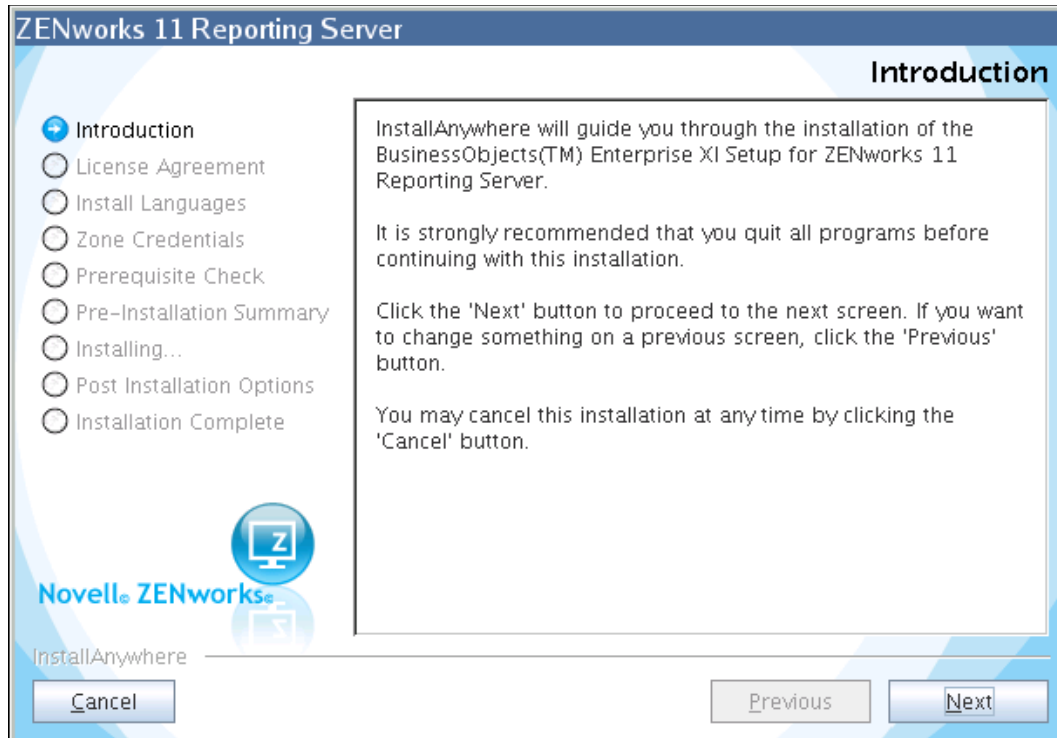 ZENworks 11 Reporting Server
Introduction
Introduction
License Agreement
Install Languages
Zone Credentials
Prerequisite Check
Pre-Installation Summary
Installing...
Post Installation Options
Installation Complete
InstallAnywhere will guide you through the installation of the
BusinessObjects(TM) Enterprise XI Setup for ZENworks 11
Reporting Server.
It is strongly recommended that you quit all programs before
continuing with this installation.
Click the 'Next' button to proceed to the next screen. If you want
to change something on a previous screen, click the 'Previous'
button.
You may cancel this installation at any time by clicking the
'Cancel' button.
Z
Novell® ZENworks®
InstallAnywhere
Cancel
Previous
Next